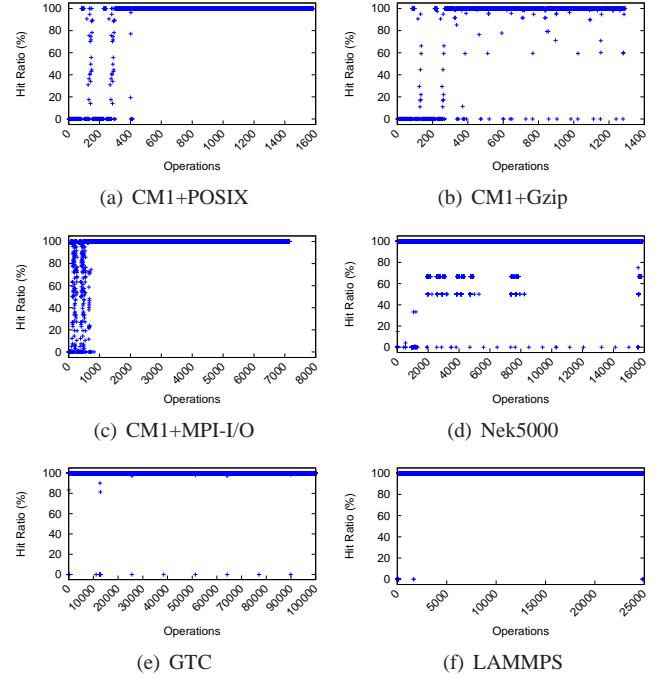 Hit Ratio (%)
100
80
60
40
20
0
0 200 400 600 800 1000 1200 1400 1600
Operations
(a) CM1+POSIX
Hit Ratio (%)
100
80
60
40
20
0
0 200 400 600 800 1000 1200 1400
Operations
(b) CM1+Gzip
Hit Ratio (%)
100
80
60
40
20
0
0 1000 2000 3000 4000 5000 6000 7000 8000
Operations
(c) CM1+MPI-I/O
Hit Ratio (%)
100
80
60
40
20
0
0 2000 4000 6000 8000 10000 12000 14000 16000
Operations
(d) Nek5000
Hit Ratio (%)
100
80
60
40
20
0
0 10000 20000 30000 40000 50000 60000 70000 80000 90000 100000
Operations
(e) GTC
Hit Ratio (%)
100
80
60
40
20
0
0 5000 10000 15000 20000 25000
Operations
(f) LAMMPS